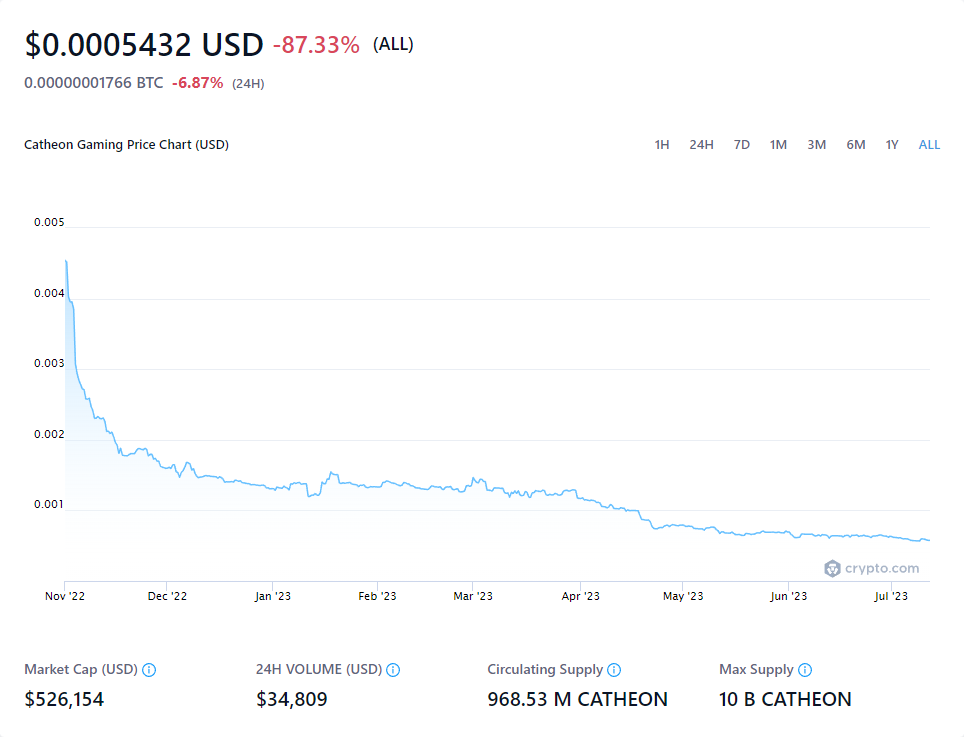 $0.0005432 USD -87.33% (ALL)
0.00000001766 BTC -6.87% (24H)
Catheon Gaming Price Chart (USD) 1H 24H 7D 1M 3M 6M 1Y ALL
0.005
0.004
0.003
0.002
0.001
crypto.com
Nov '22 Dec '22 Jan '23 Feb '23 Mar '23 Apr '23 May '23 Jun '23 Jul '23
Market Cap (USD) 24H VOLUME (USD) Circulating Supply Max Supply
$526,154 $34,809 968.53 M CATHEON 10 B CATHEON